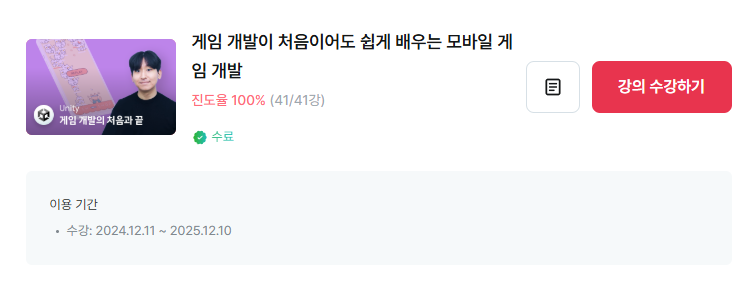 게임 개발이 처음이어도 쉽게 배우는 모바일 게
임 개발
진도율 100% (41/41강)
수료
Unity
게임 개발의 처음과 끝
강의 수강하기
이용 기간
• 수강: 2024.12.11 ~ 2025.12.10